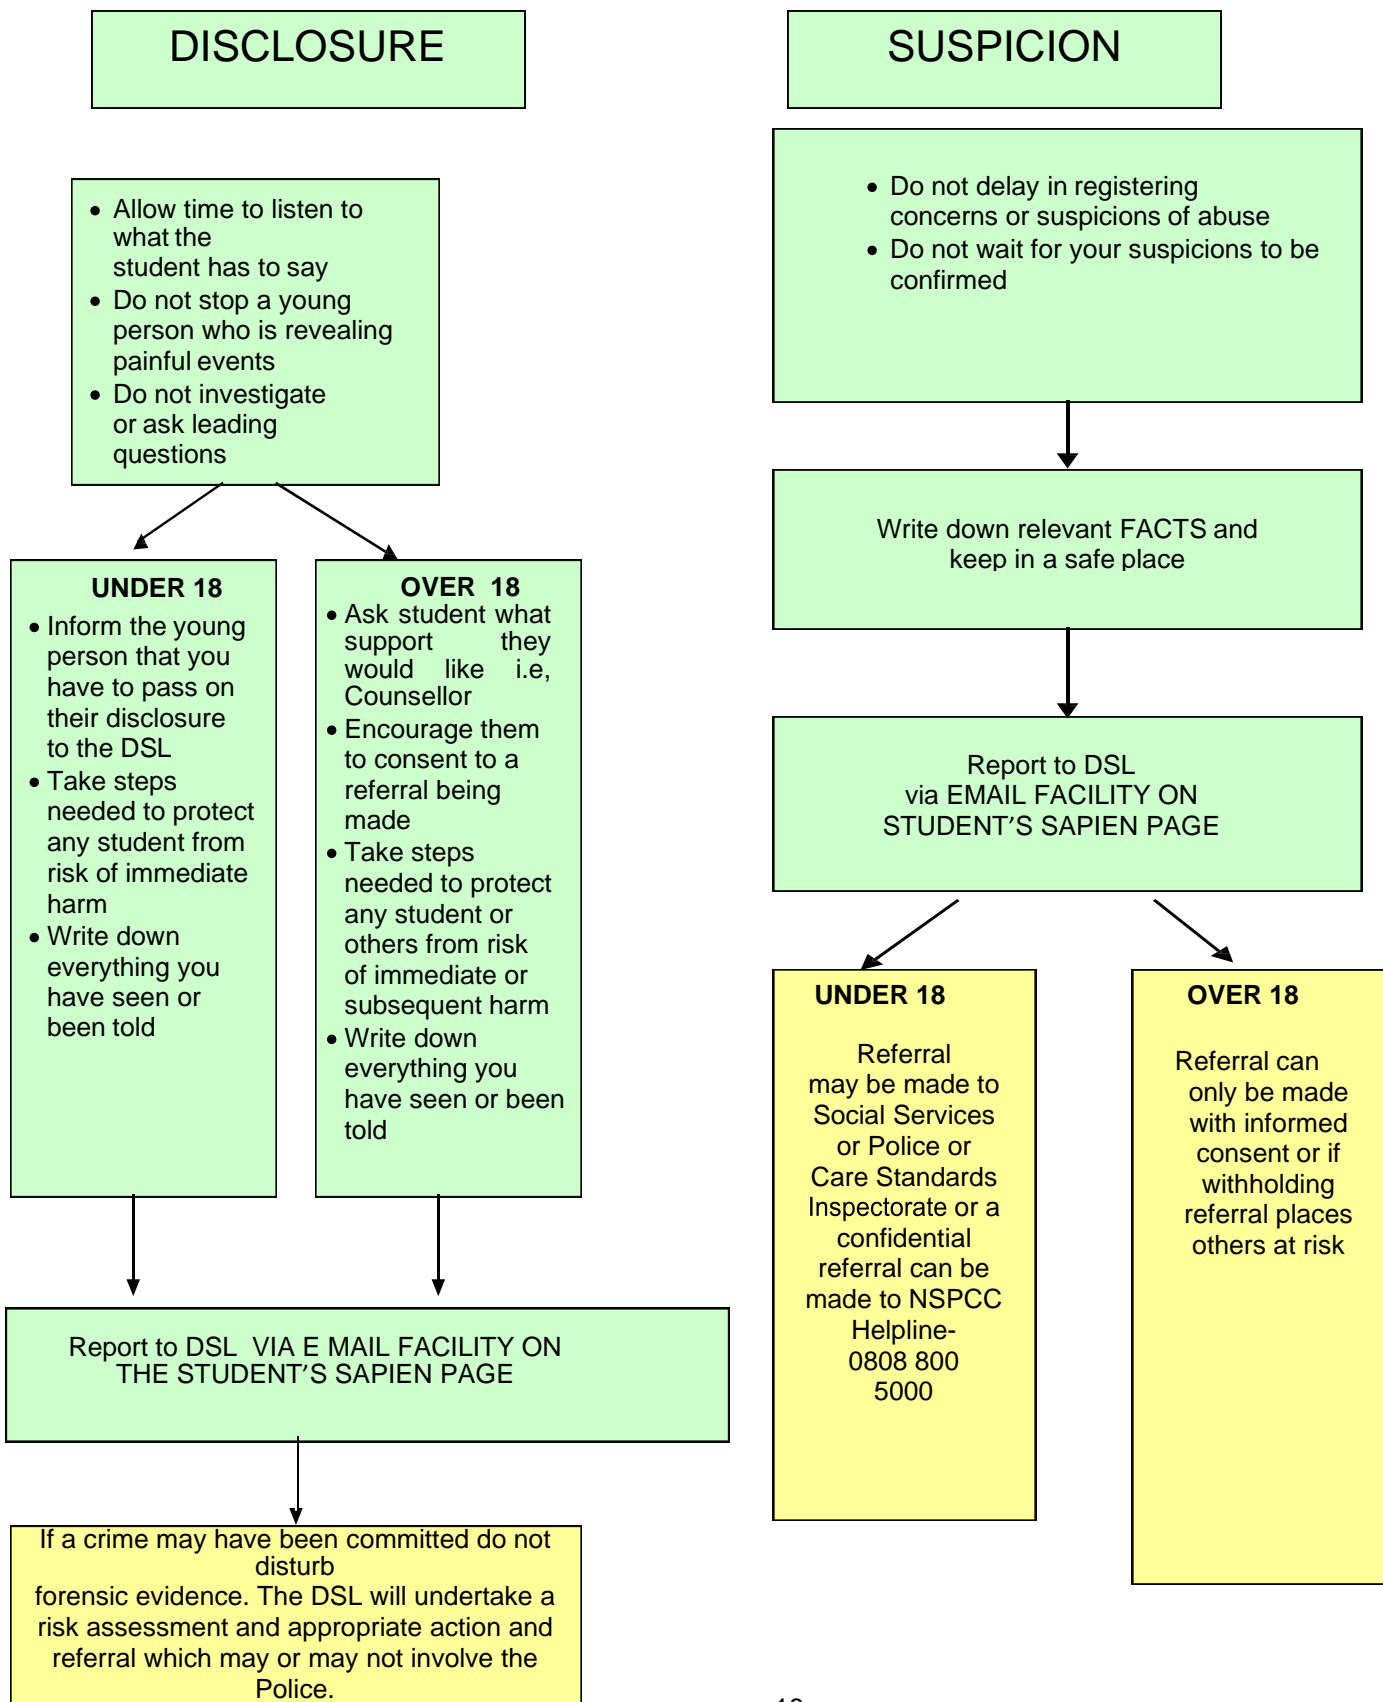 DISCLOSURE
• Allow time to listen to
what the
student has to say
• Do not stop a young
person who is revealing
painful events
• Do not investigate
or ask leading
questions
UNDER 18
• Inform the young
person that you
have to pass on
their disclosure
to the DSL
• Take steps
needed to protect
any student from
risk of immediate
harm
• Write down
everything you
have seen or
been told
OVER 18
• Ask student what
support they
would like i.e,
Counsellor
• Encourage them
to consent to a
referral being
made
• Take steps
needed to protect
any student or
others from risk
of immediate or
subsequent harm
• Write down
everything you
have seen or been
told
Report to DSL VIA E MAIL FACILITY ON
THE STUDENT’S SAPIEN PAGE
If a crime may have been committed do not
disturb
forensic evidence. The DSL will undertake a
risk assessment and appropriate action and
referral which may or may not involve the
Police.
SUSPICION
• Do not delay in registering
concerns or suspicions of abuse
• Do not wait for your suspicions to be
confirmed
Write down relevant FACTS and
keep in a safe place
Report to DSL
via EMAIL FACILITY ON
STUDENT’S SAPIEN PAGE
UNDER 18
Referral
may be made to
Social Services
or Police or
Care Standards
Inspectorate or a
confidential
referral can be
made to NSPCC
Helpline-
0808 800
5000
OVER 18
Referral can
only be made
with informed
consent or if
withholding
referral places
others at risk